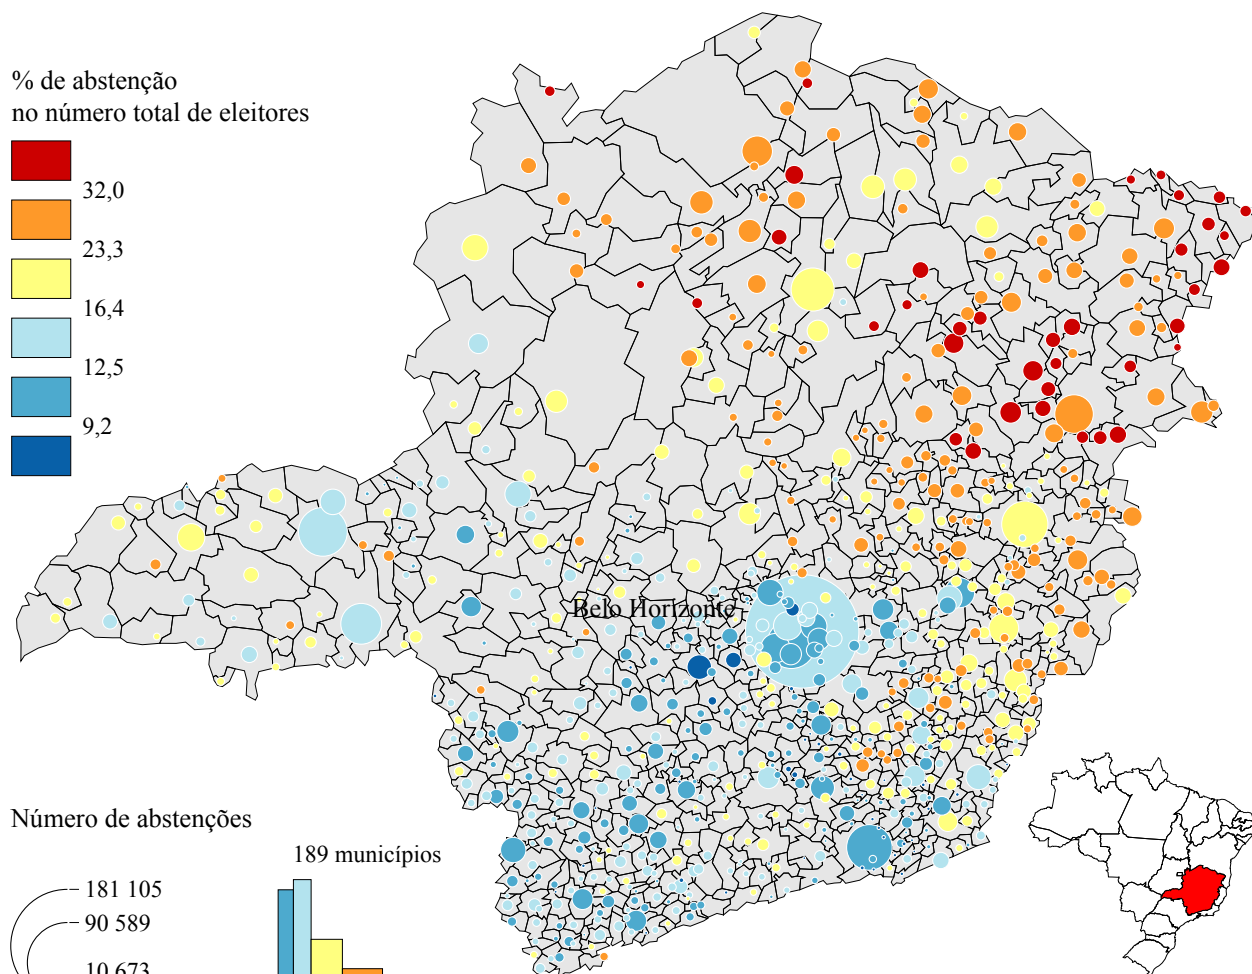 % de abstenção
no número total de eleitores
32,0
23,3
16,4
12,5
9,2
Belo Horizonte
Número de abstenções
189 municípios
181 105
90 589
10 673